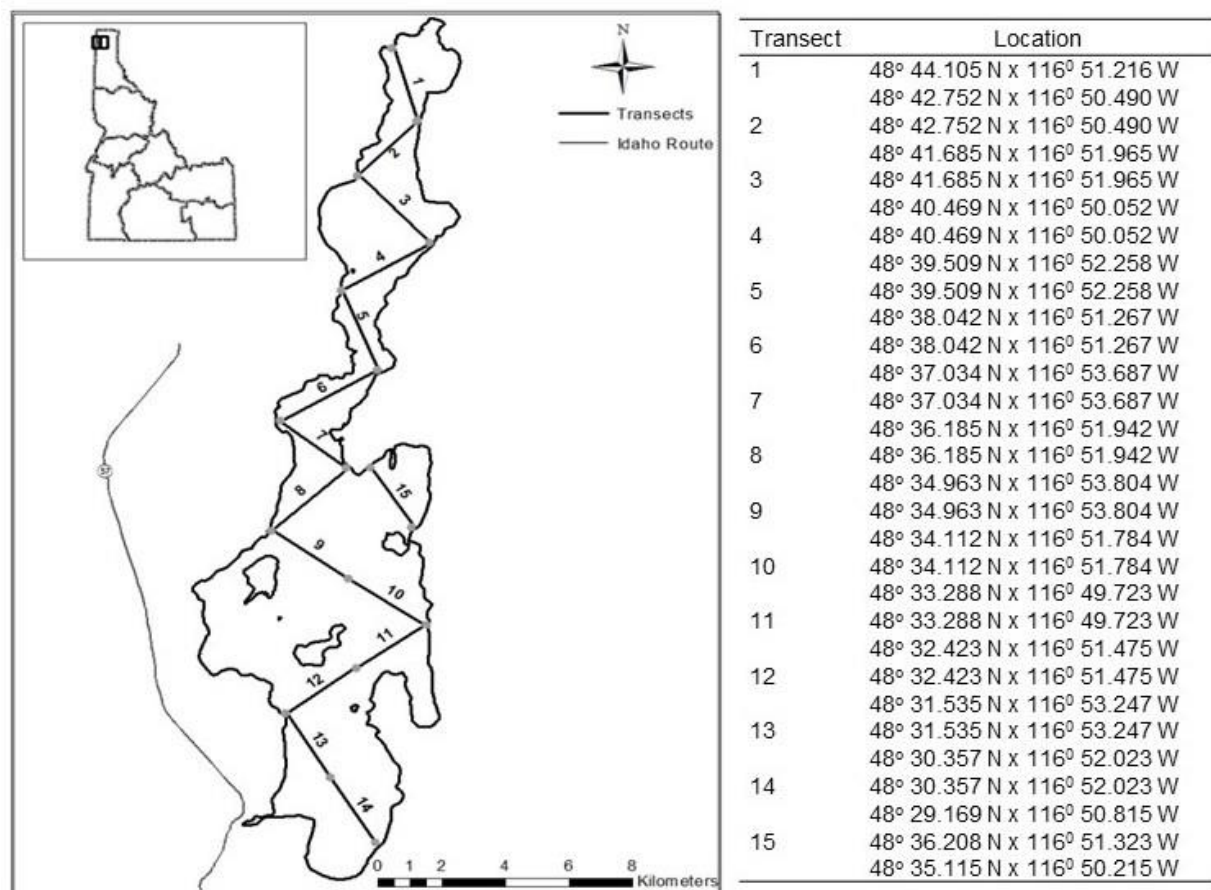 N
Transects
Idaho Route
1
2
3
4
5
6
7
8
15
9
10
11
12
13
14
57
0 1 2 4 6 8
Kilometers
Transect Location
1 48º 44.105 N x 116⁰ 51.216 W
48º 42.752 N x 116⁰ 50.490 W
2 48º 42.752 N x 116⁰ 50.490 W
48º 41.685 N x 116⁰ 51.965 W
3 48º 41.685 N x 116⁰ 51.965 W
48º 40.469 N x 116⁰ 50.052 W
4 48º 40.469 N x 116⁰ 50.052 W
48º 39.509 N x 116⁰ 52.258 W
5 48º 39.509 N x 116⁰ 52.258 W
48º 38.042 N x 116⁰ 51.267 W
6 48º 38.042 N x 116⁰ 51.267 W
48º 37.034 N x 116⁰ 53.687 W
7 48º 37.034 N x 116⁰ 53.687 W
48º 36.185 N x 116⁰ 51.942 W
8 48º 36.185 N x 116⁰ 51.942 W
48º 34.963 N x 116⁰ 53.804 W
9 48º 34.963 N x 116⁰ 53.804 W
48º 34.112 N x 116⁰ 51.784 W
10 48º 34.112 N x 116⁰ 51.784 W
48º 33.288 N x 116⁰ 49.723 W
11 48º 33.288 N x 116⁰ 49.723 W
48º 32.423 N x 116⁰ 51.475 W
12 48º 32.423 N x 116⁰ 51.475 W
48º 31.535 N x 116⁰ 53.247 W
13 48º 31.535 N x 116⁰ 53.247 W
48º 30.357 N x 116⁰ 52.023 W
14 48º 30.357 N x 116⁰ 52.023 W
48º 29.169 N x 116⁰ 50.815 W
15 48º 36.208 N x 116⁰ 51.323 W
48º 35.115 N x 116⁰ 50.215 W